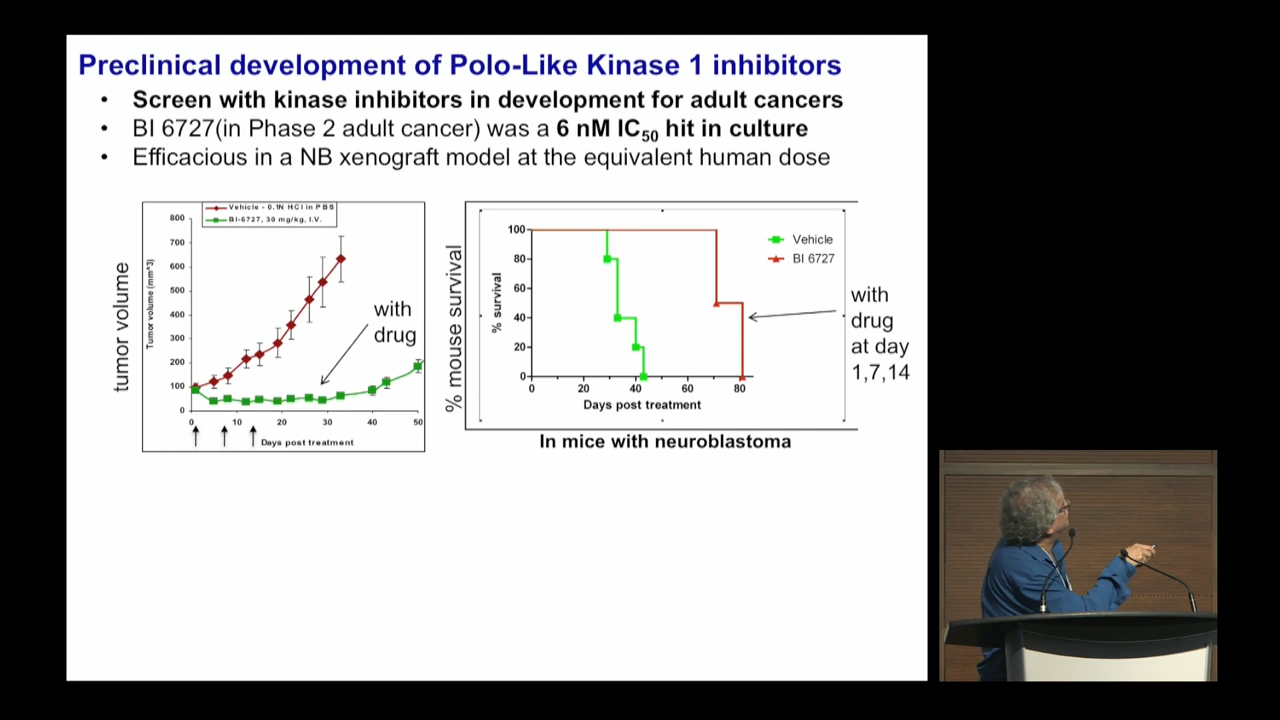 Preclinical development of Polo-Like Kinase 1 inhibitors
• Screen with kinase inhibitors in development for adult cancers
• BI 6727(in Phase 2 adult cancer) was a 6 nM IC50 hit in culture
• Efficacious in a NB xenograft model at the equivalent human dose
tumor volume
Tumor volume (mm^3)
Vehicle - 0.1N HCl in PBS
BI-6727, 30 mg/kg, I.V.
800
700
600
500
400
300
200
100
0
0 10 20 30 40 50
Days post treatment
with
drug
% mouse survival
% survival
100
80
60
40
20
0
0 20 40 60 80
Days post treatment
Vehicle
BI 6727
with
drug
at day
1,7,14
In mice with neuroblastoma